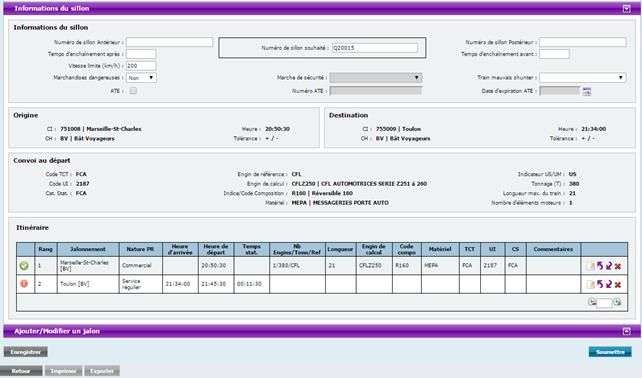 Informations du sillon
Informations du sillon
Numéro de sillon Antérieur :
Numéro de sillon souhaité : Q20015
Numéro de sillon Postérieur :
Temps d'enchaînement après :
Temps d'enchaînement avant :
Vitesse limite (km/h) : 200
Marchandises dangereuses : Non
Marche de sécurité :
Train mauvais shunter :
ATE :
Numéro ATE :
Date d'expiration ATE :
Origine
CI : 751008 | Marseille-St-Charles
Heure : 20:50:30
CH : BV | Bât Voyageurs
Tolérance : + / -
Destination
CI : 755009 | Toulon
Heure : 21:34:00
CH : BV | Bât Voyageurs
Tolérance : + / -
Convoi au départ
Code TCT : FCA
Engin de référence : CFL
Indicateur US/UM : US
Code UI : 2187
Engin de calcul : CFLZ250 | CFL AUTOMOTRICES SERIE Z251 à 260
Tonnage (T) : 380
Cat. Stat. : FCA
Indice/Code Composition : R160 | Réversible 160
Longueur max. du train : 21
Matériel : MEPA | MESSAGERIES PORTE AUTO
Nombre d'éléments moteurs : 1
Itinéraire
Rang Jalonnement Nature PR Heure d'arrivée Heure de départ Temps stat. Nb Engins/Tonn/Ref Longueur Engin de calcul Code compo Matériel TCT UI CS Commentaires
1 Marseille-St-Charles [BV] Commercial 20:50:30 1/380/CFL 21 CFLZ250 R160 MEPA FCA 2187 FCA
2 Toulon [BV] Service régulier 21:34:00 21:45:30 00:11:30
Ajouter/Modifier un jalon
Enregistrer
Soumettre
Retour Imprimer Exporter